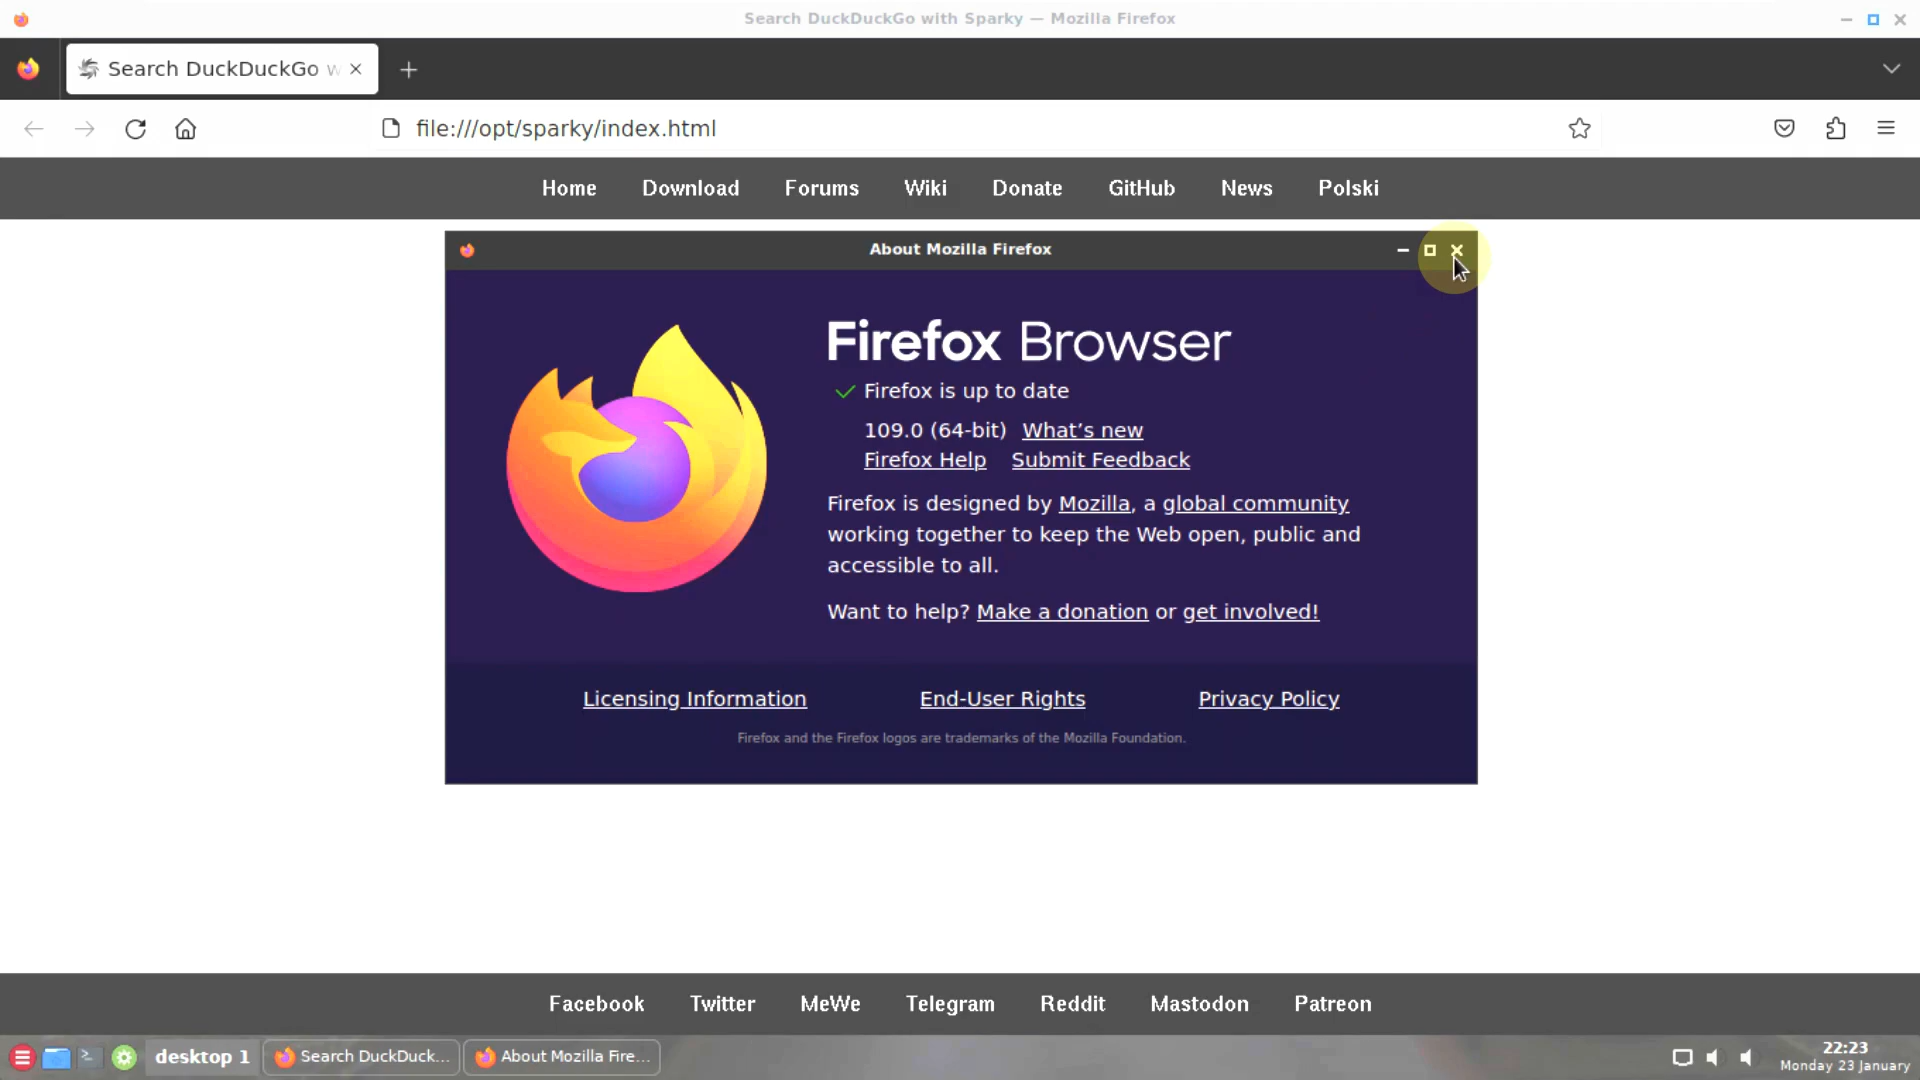 Search DuckDuckGo with Sparky — Mozilla Firefox
Search DuckDuckGo w
file:///opt/sparky/index.html
Home Download Forums Wiki Donate GitHub News Polski
About Mozilla Firefox
Firefox Browser
Firefox is up to date
109.0 (64-bit) What’s new
Firefox Help Submit Feedback
Firefox is designed by Mozilla, a global community
working together to keep the Web open, public and
accessible to all.
Want to help? Make a donation or get involved!
Licensing Information End-User Rights Privacy Policy
Firefox and the Firefox logos are trademarks of the Mozilla Foundation.
Facebook Twitter MeWe Telegram Reddit Mastodon Patreon
desktop 1 Search DuckDuck... About Mozilla Fire... 22:23
Monday 23 January